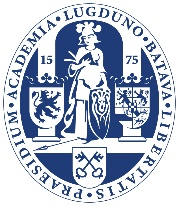 ACADEMIA · LUGDUNO · BATAVA · LIBERTATIS · PRAESIDIUM ·
15 75